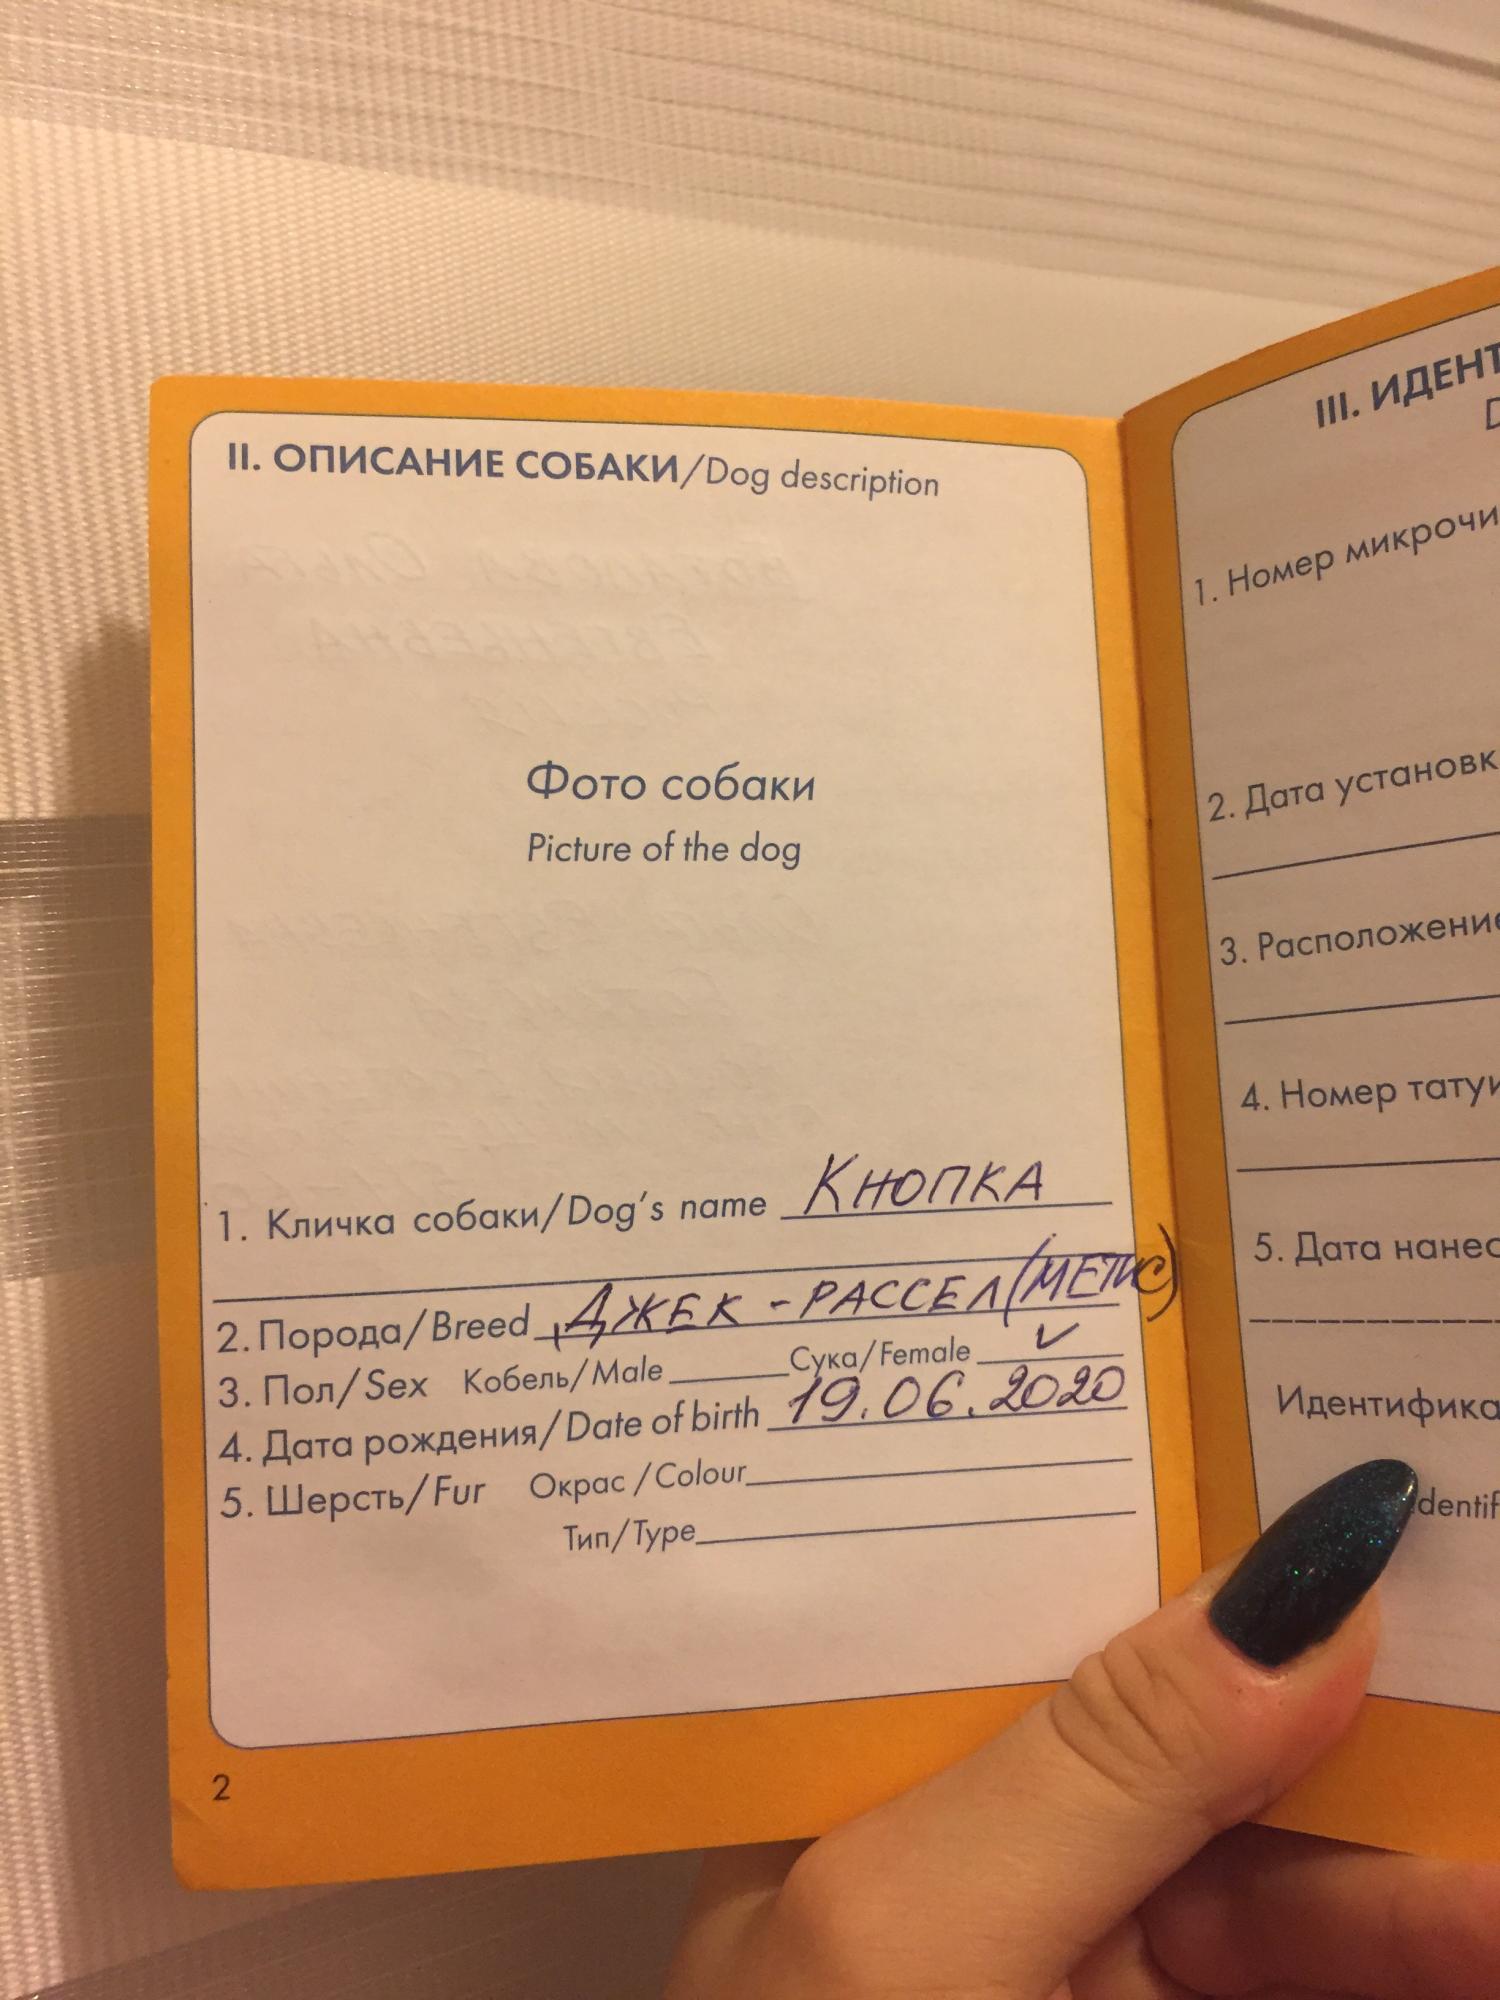 II. ОПИСАНИЕ СОБАКИ/Dog description
Фото собаки
Picture of the dog
1. Кличка собаки/Dog's name КНОПКА
2. Порода/Breed ДЖЕК-РАССЕЛ (МЕТИС)
3. Пол/Sex Кобель/Male Сука/Female ✓
4. Дата рождения/Date of birth 19.06.2020
5. Шерсть/Fur Окрас/Colour
Тип/Type
2
III. ИДЕНТ
D
1. Номер микрочи
2. Дата установк
3. Расположение
4. Номер татуи
5. Дата нанес
Идентифика
dentif